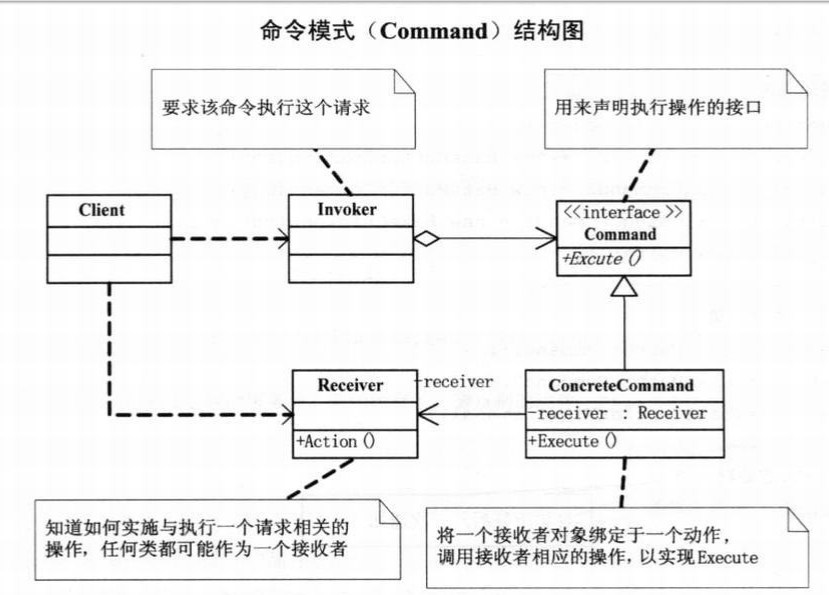 命令模式（Command）结构图
要求该命令执行这个请求
用来声明执行操作的接口
Client
Invoker
<<interface >>
Command
+Excute ()
Receiver
+Action ()
-receiver
ConcreteCommand
-receiver : Receiver
+Execute ()
知道如何实施与执行一个请求相关的
操作，任何类都可能作为一个接收者
将一个接收者对象绑定于一个动作，
调用接收者相应的操作，以实现Execute